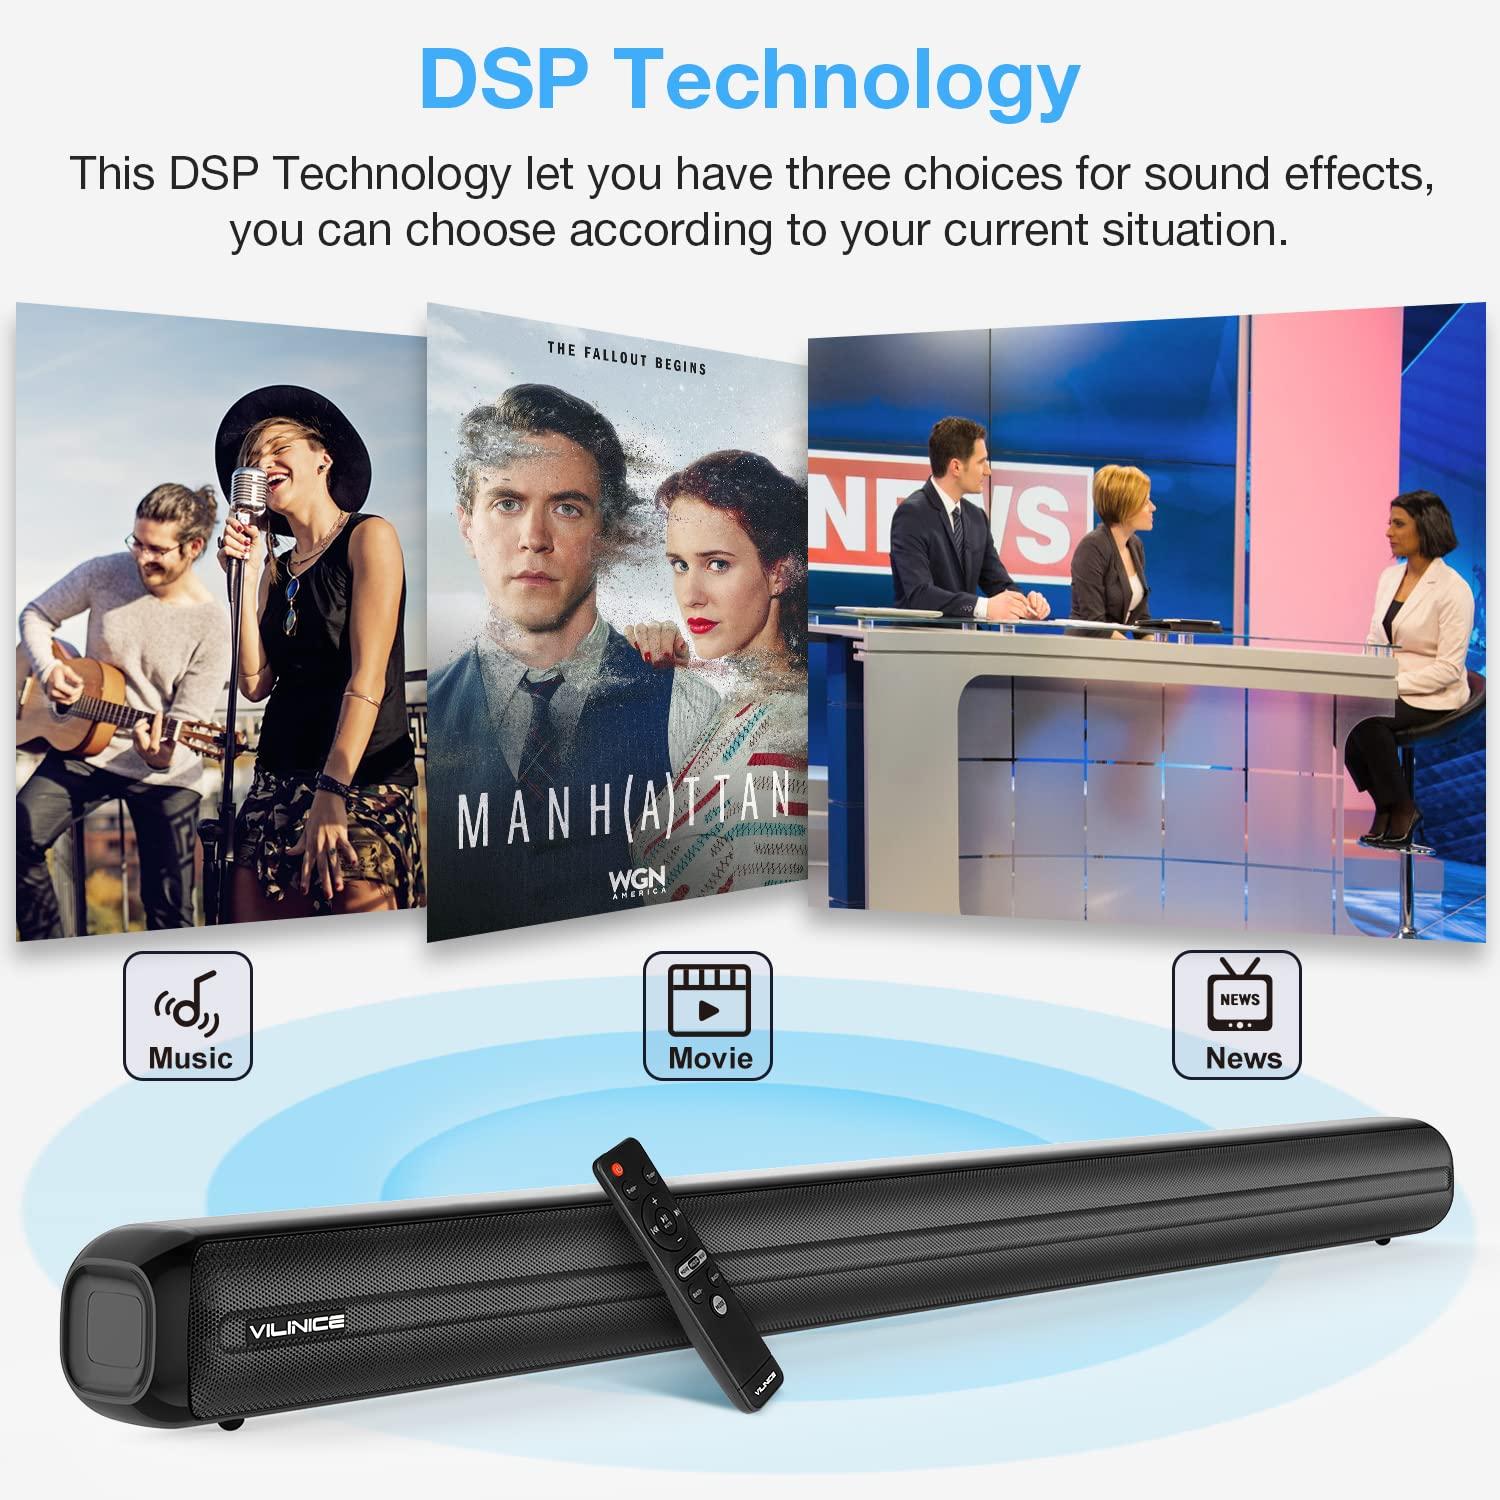 DSP Technology
This DSP Technology let you have three choices for sound effects,
you can choose according to your current situation.
THE FALLOUT BEGINS
NEWS
MANH(A)TTAN
WGN
AMERICA
Music
Movie
NEWS
News
VILINICE
VILINICE